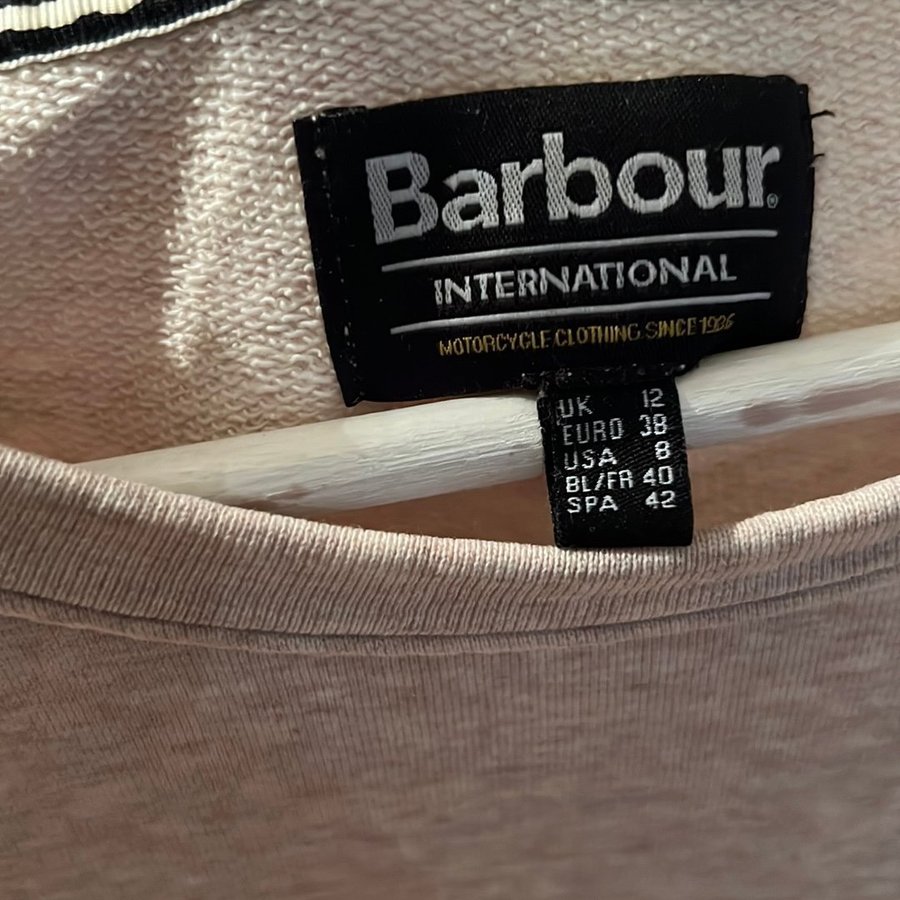 Barbour®
INTERNATIONAL
MOTORCYCLE CLOTHING SINCE 1936
UK 12
EURO 38
USA 8
BL/FR 40
SPA 42